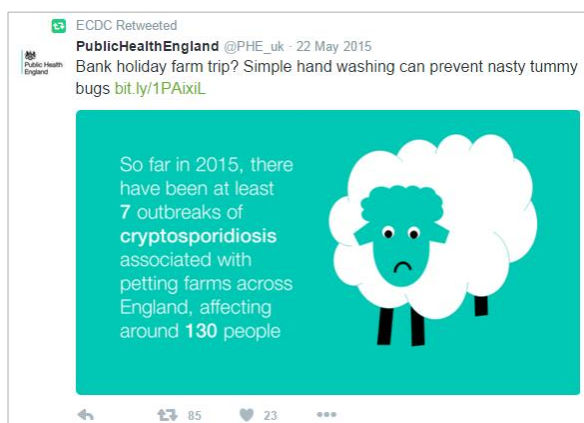 ECDC Retweeted
PublicHealthEngland @PHE_uk · 22 May 2015
Public Health
England
Bank holiday farm trip? Simple hand washing can prevent nasty tummy
bugs bit.ly/1PAixiL
So far in 2015, there
have been at least
7 outbreaks of
cryptosporidiosis
associated with
petting farms across
England, affecting
around 130 people
85
23